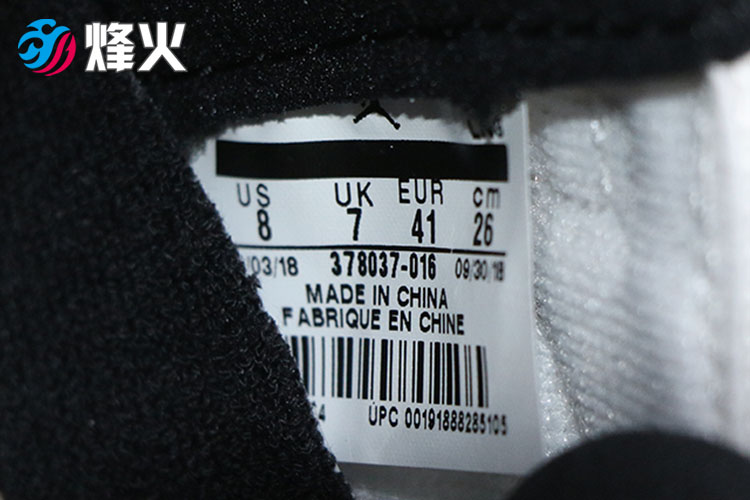 烽火
US UK EUR cm
8 7 41 26
/03/18 378037-016 09/30/18
MADE IN CHINA
FABRIQUE EN CHINE
UPC 00191888285105